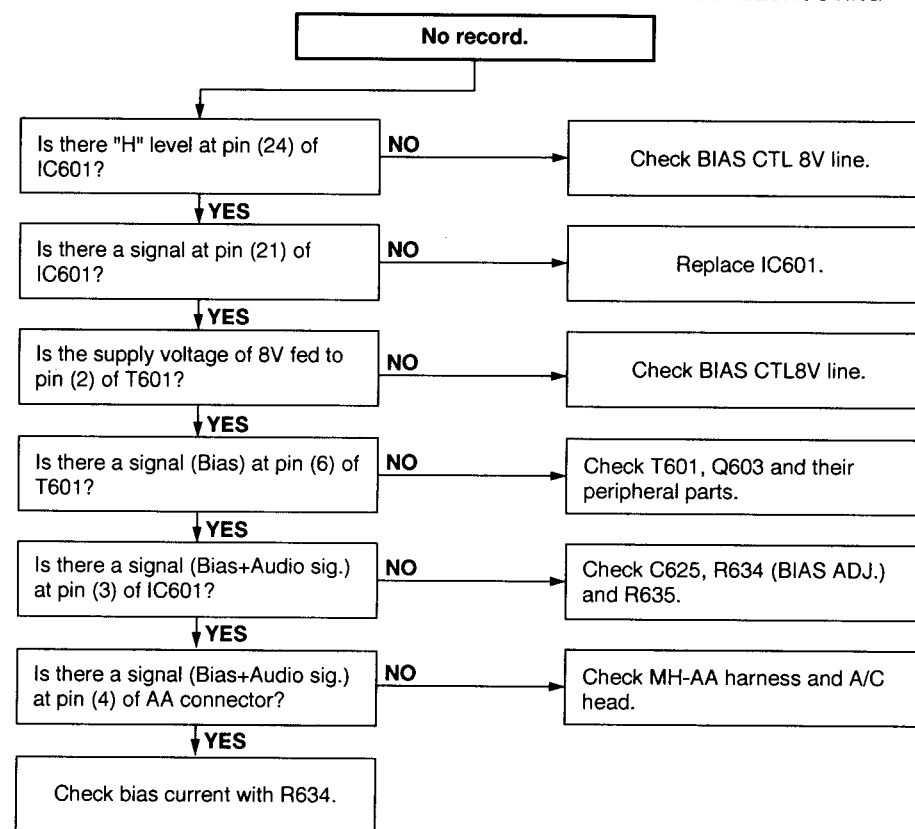 No record.
Is there "H" level at pin (24) of
IC601?
NO
Check BIAS CTL 8V line.
YES
Is there a signal at pin (21) of
IC601?
NO
Replace IC601.
YES
Is the supply voltage of 8V fed to
pin (2) of T601?
NO
Check BIAS CTL8V line.
YES
Is there a signal (Bias) at pin (6) of
T601?
NO
Check T601, Q603 and their
peripheral parts.
YES
Is there a signal (Bias+Audio sig.)
at pin (3) of IC601?
NO
Check C625, R634 (BIAS ADJ.)
and R635.
YES
Is there a signal (Bias+Audio sig.)
at pin (4) of AA connector?
NO
Check MH-AA harness and A/C
head.
YES
Check bias current with R634.